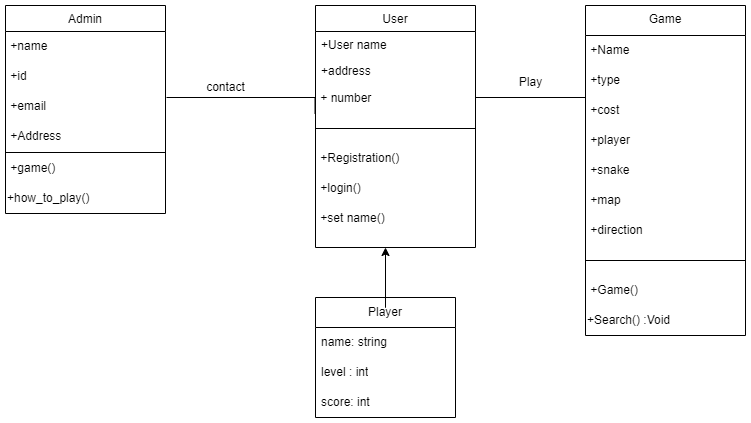 Admin
+name
+id
+email
+Address
+game()
+how_to_play()
contact
User
+User name
+address
+ number
+Registration()
+login()
+set name()
Play
Game
+Name
+type
+cost
+player
+snake
+map
+direction
+Game()
+Search() :Void
Player
name: string
level : int
score: int